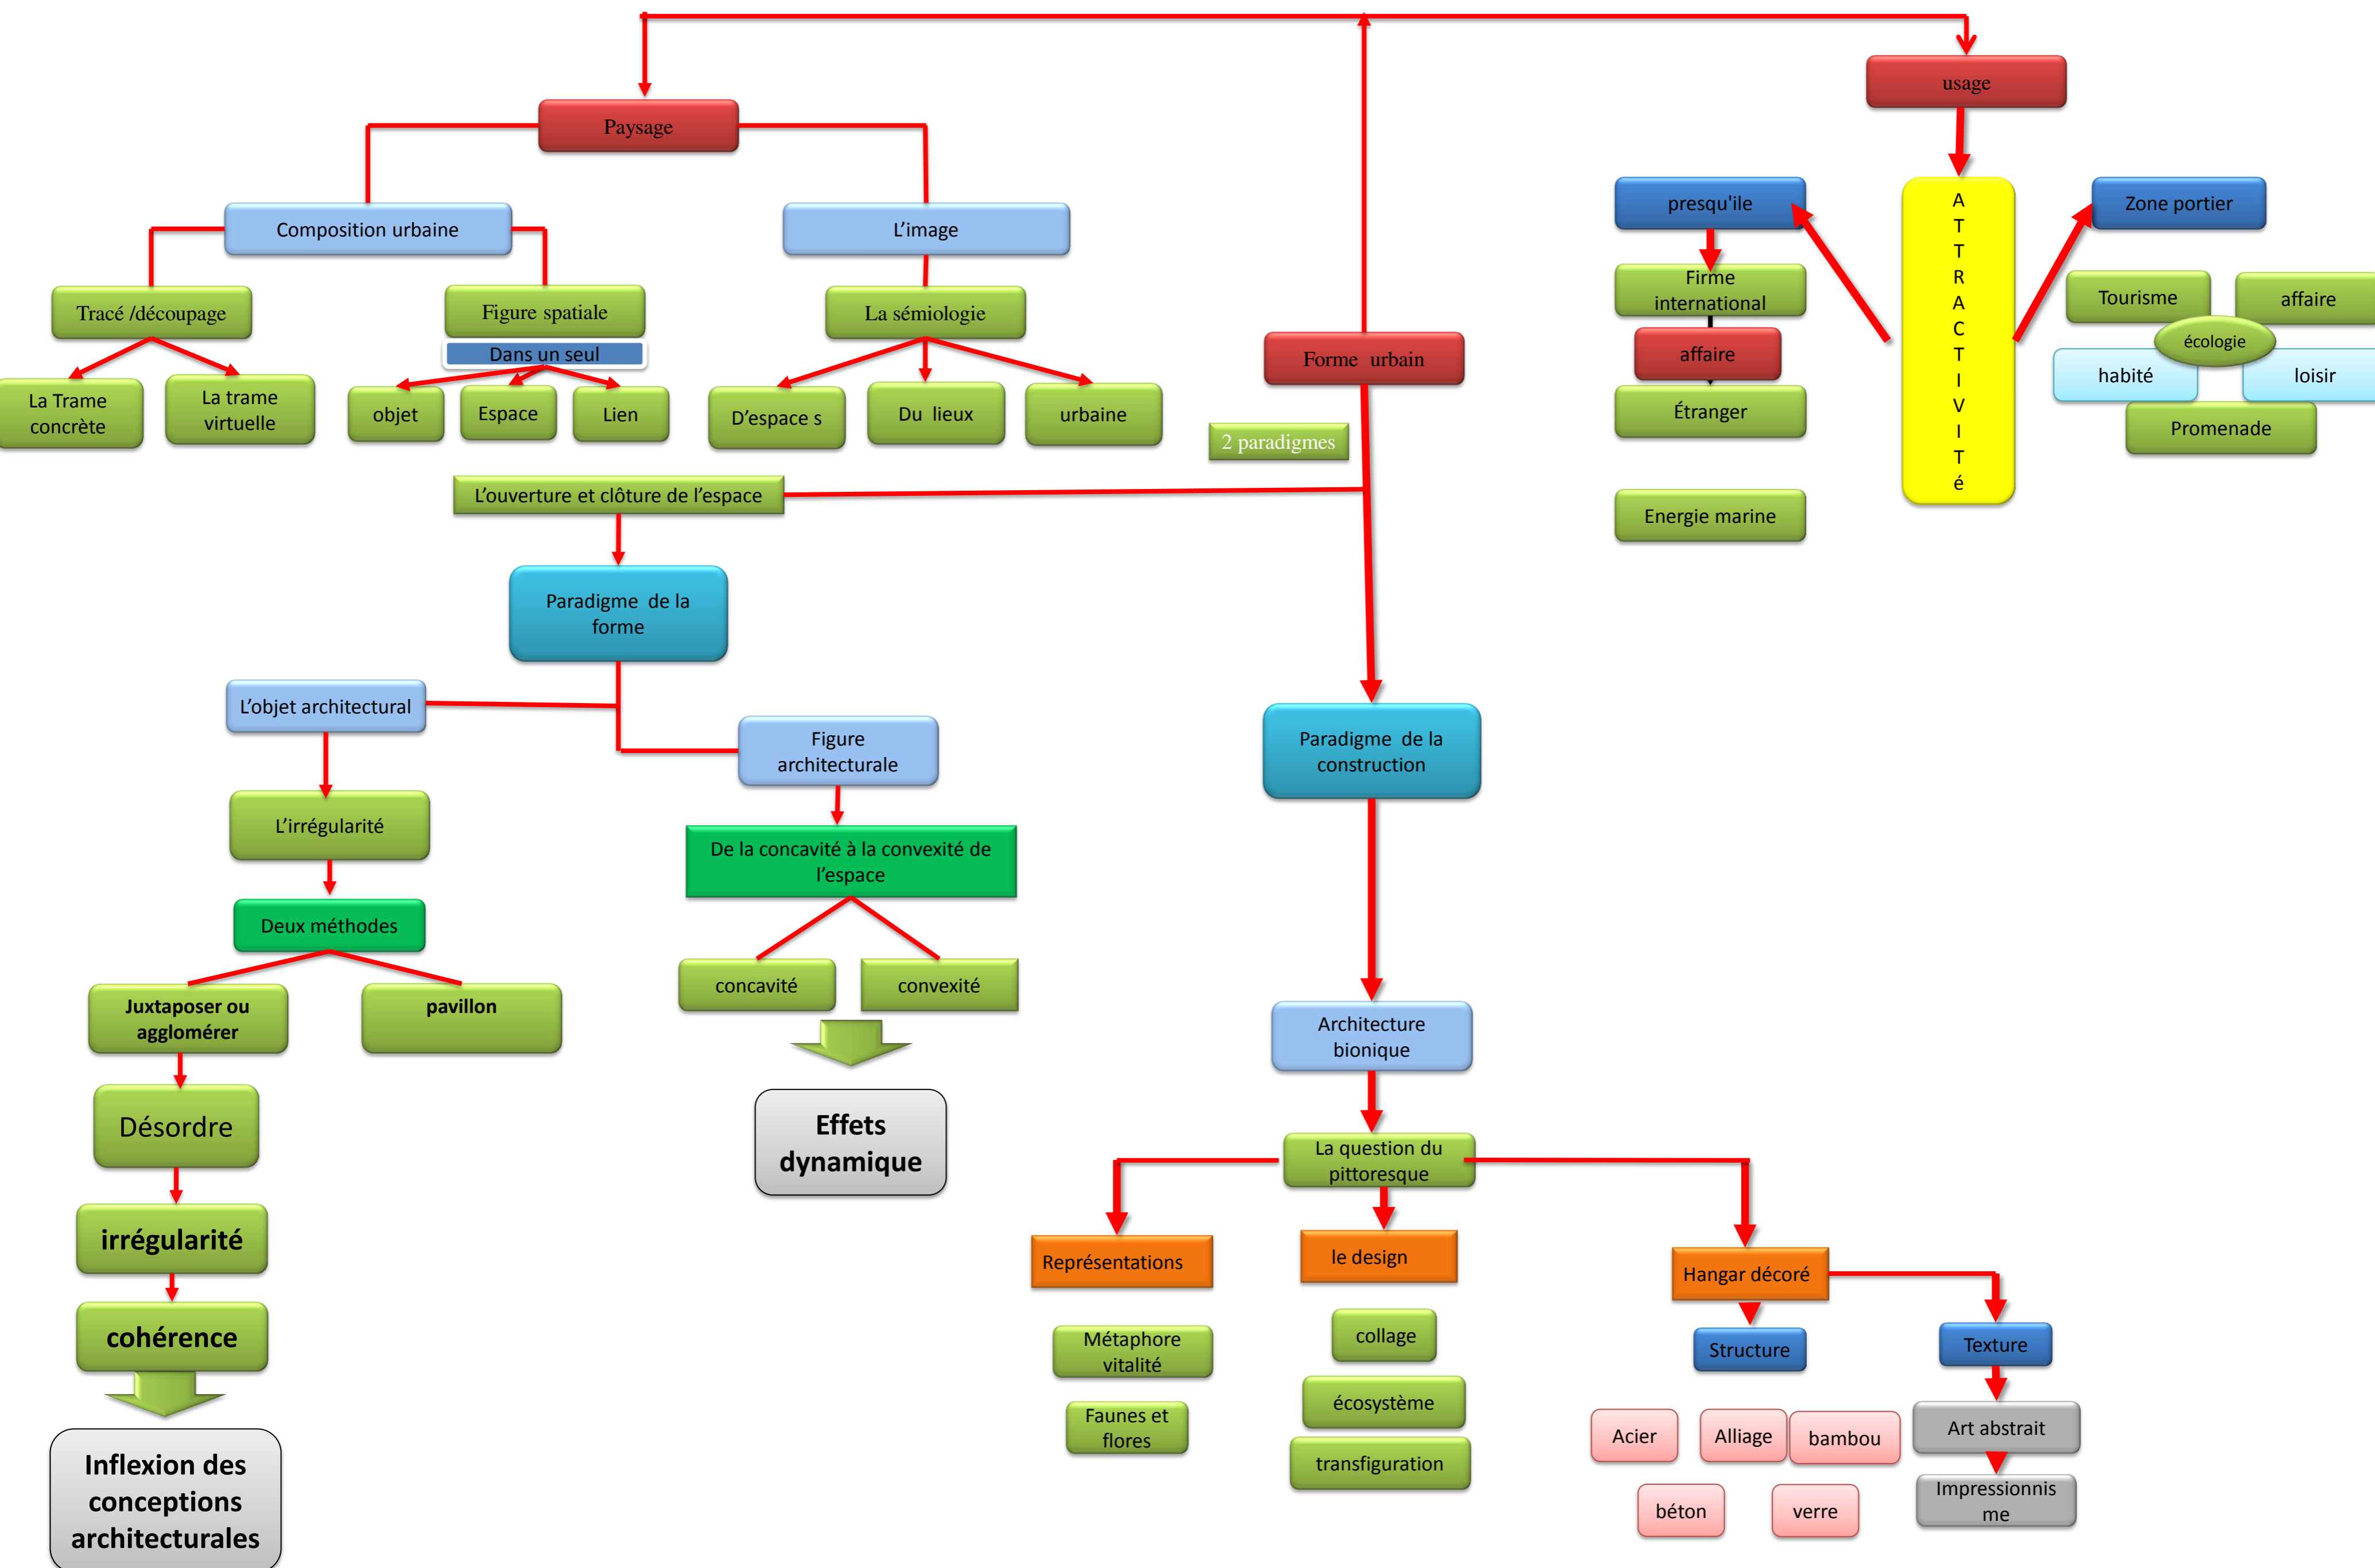 usage
Paysage
presqu'ile
Zone portier
A
T
T
R
A
C
T
I
V
I
T
é
Composition urbaine
L'image
Firme
international
Tourisme
affaire
écologie
Tracé /découpage
Figure spatiale
Dans un seul
La sémiologie
Forme urbain
affaire
habité
loisir
La Trame
concrète
La trame
virtuelle
objet
Espace
Lien
D'espace s
Du lieux
urbaine
Étranger
Promenade
2 paradigmes
L'ouverture et clôture de l'espace
Energie marine
Paradigme de la
forme
L'objet architectural
Figure
architecturale
Paradigme de la
construction
L'irrégularité
De la concavité à la convexité de
l'espace
Deux méthodes
concavité
convexité
Juxtaposer ou
agglomérer
pavillon
Architecture
bionique
Désordre
Effets
dynamique
La question du
pittoresque
irrégularité
Représentations
le design
Hangar décoré
cohérence
Métaphore
vitalité
collage
Structure
Texture
Faunes et
flores
écosystème
transfiguration
Acier
Alliage
bambou
Art abstrait
Inflexion des
conceptions
architecturales
béton
verre
Impressionnis
me